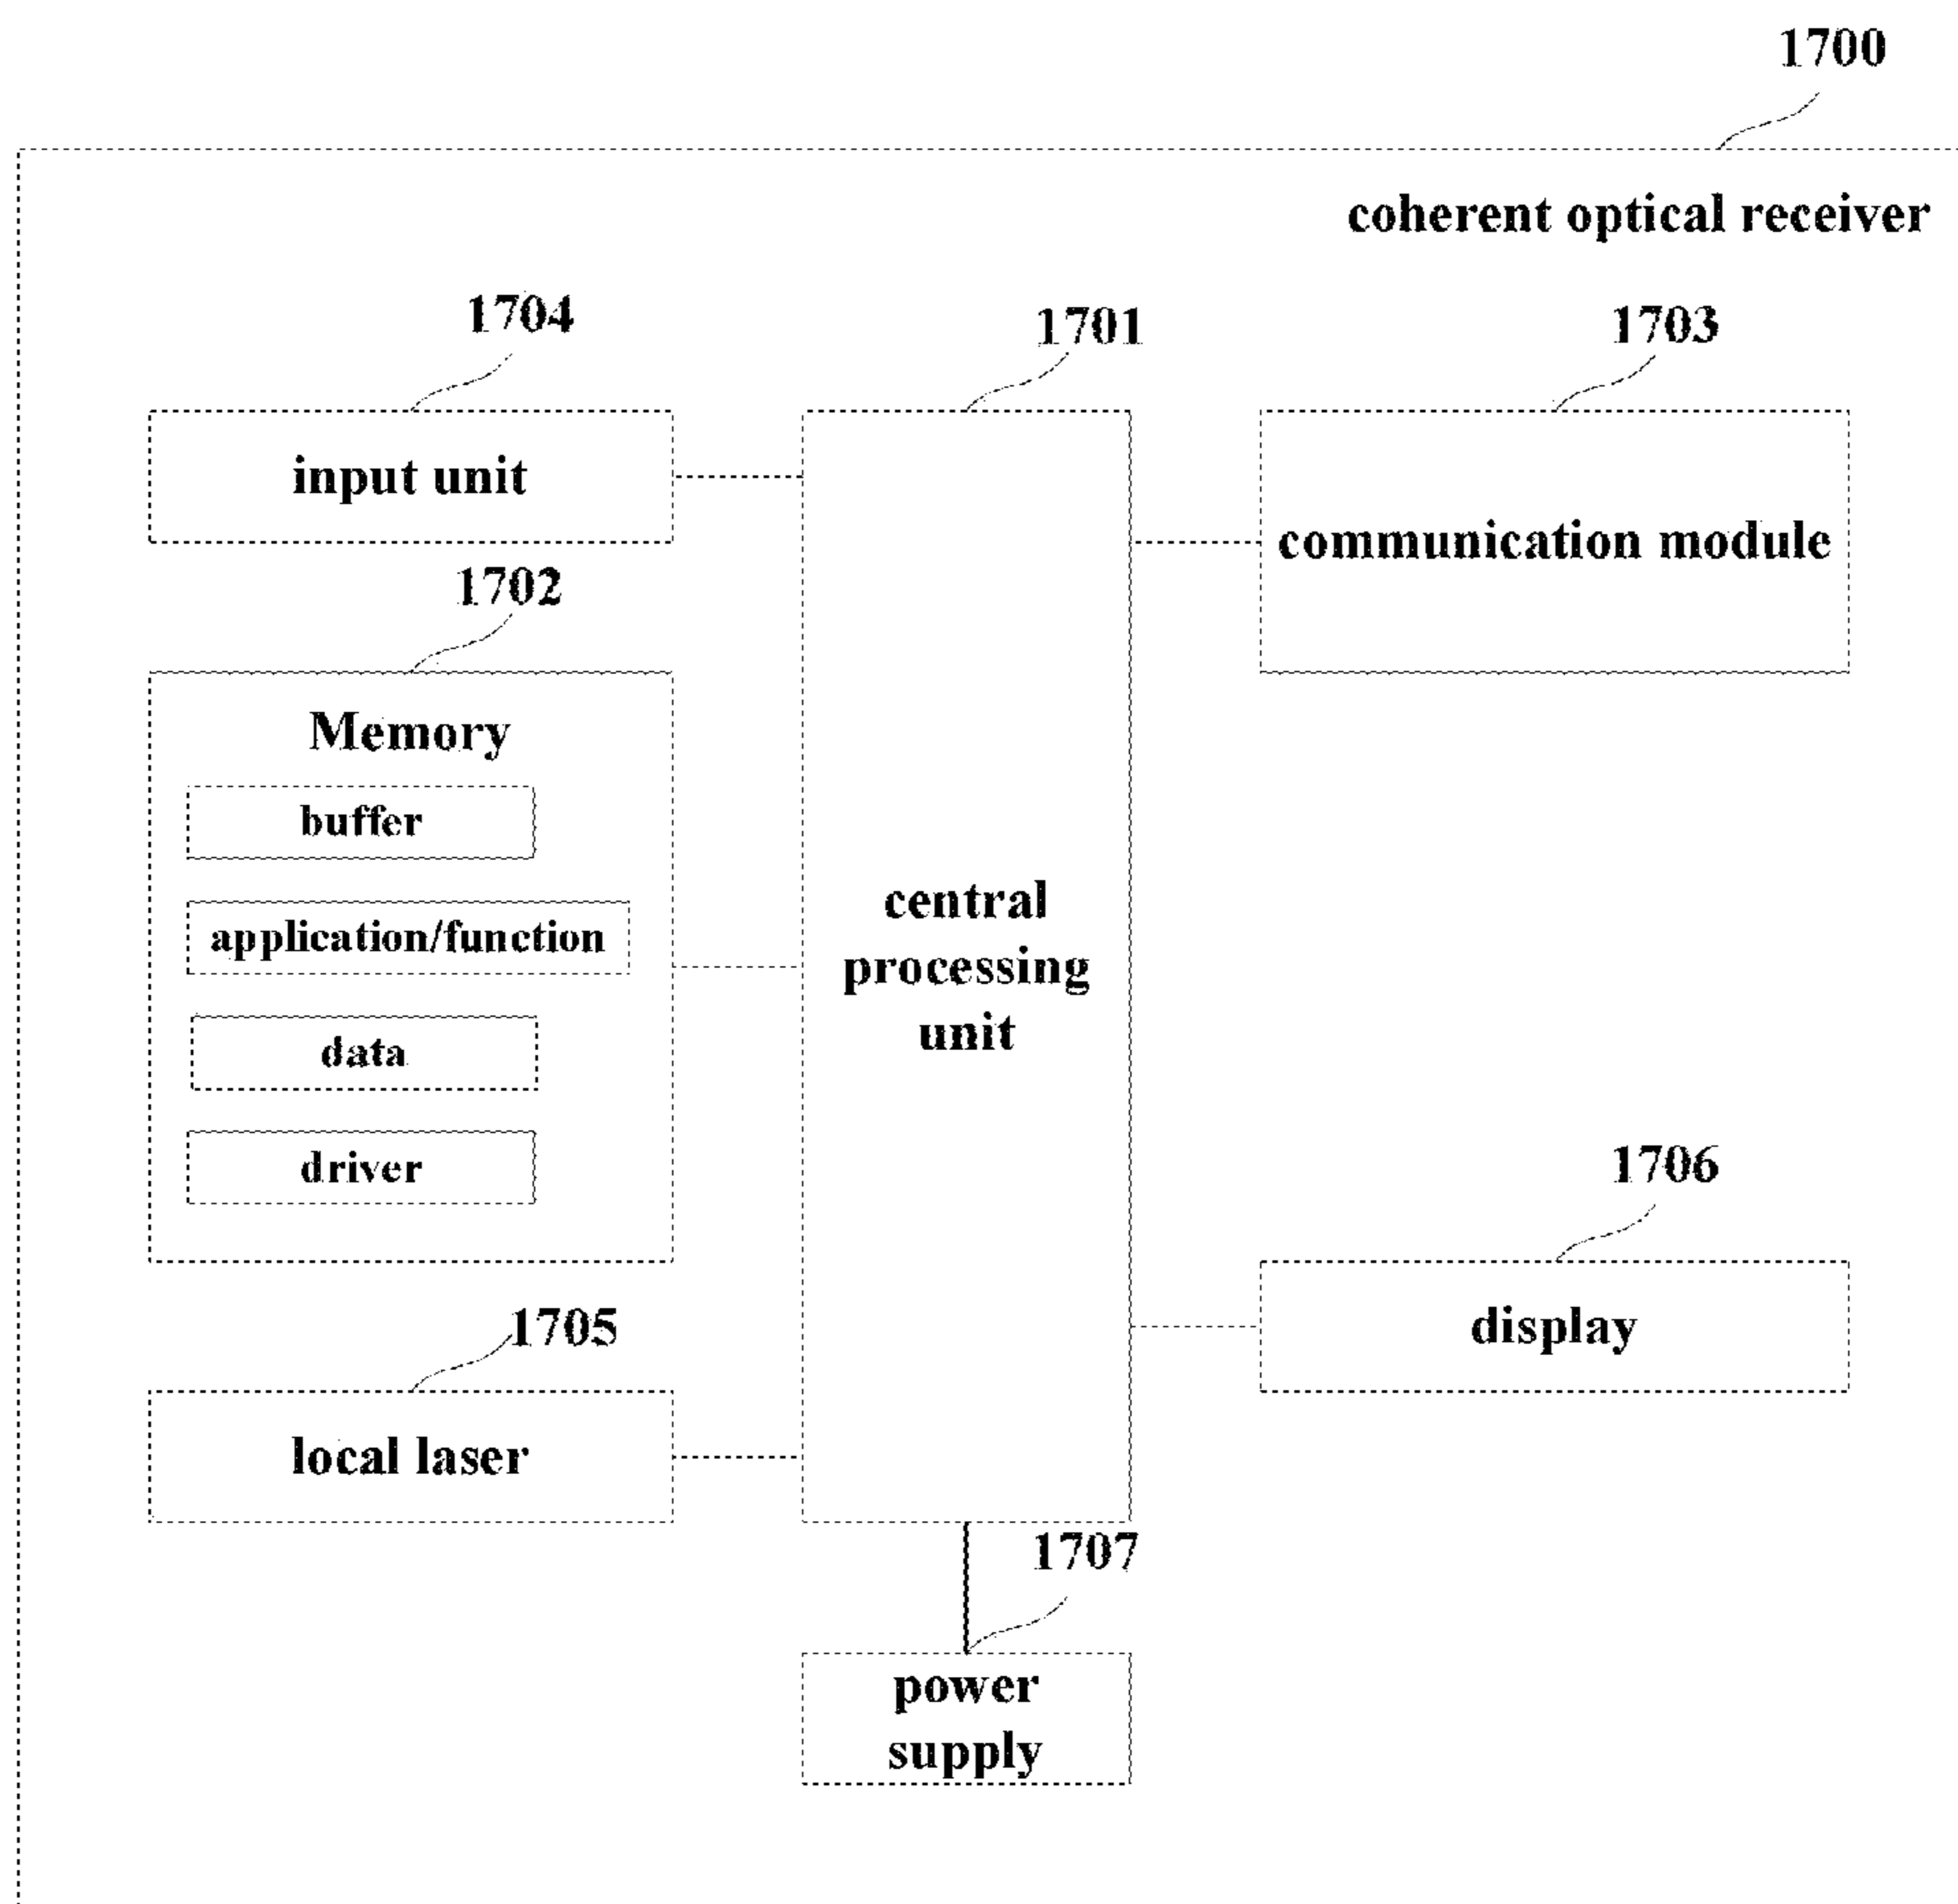 1700
coherent optical receiver
1704
1701
1703
input unit
communication module
1702
Memory
buffer
application/function
data
driver
central
processing
unit
1706
display
1705
local laser
1707
power
supply